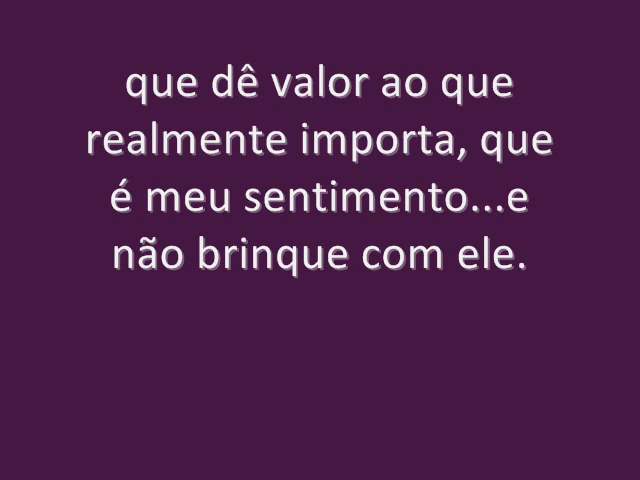 que dê valor ao que
realmente importa, que
é meu sentimento...e
não brinque com ele.